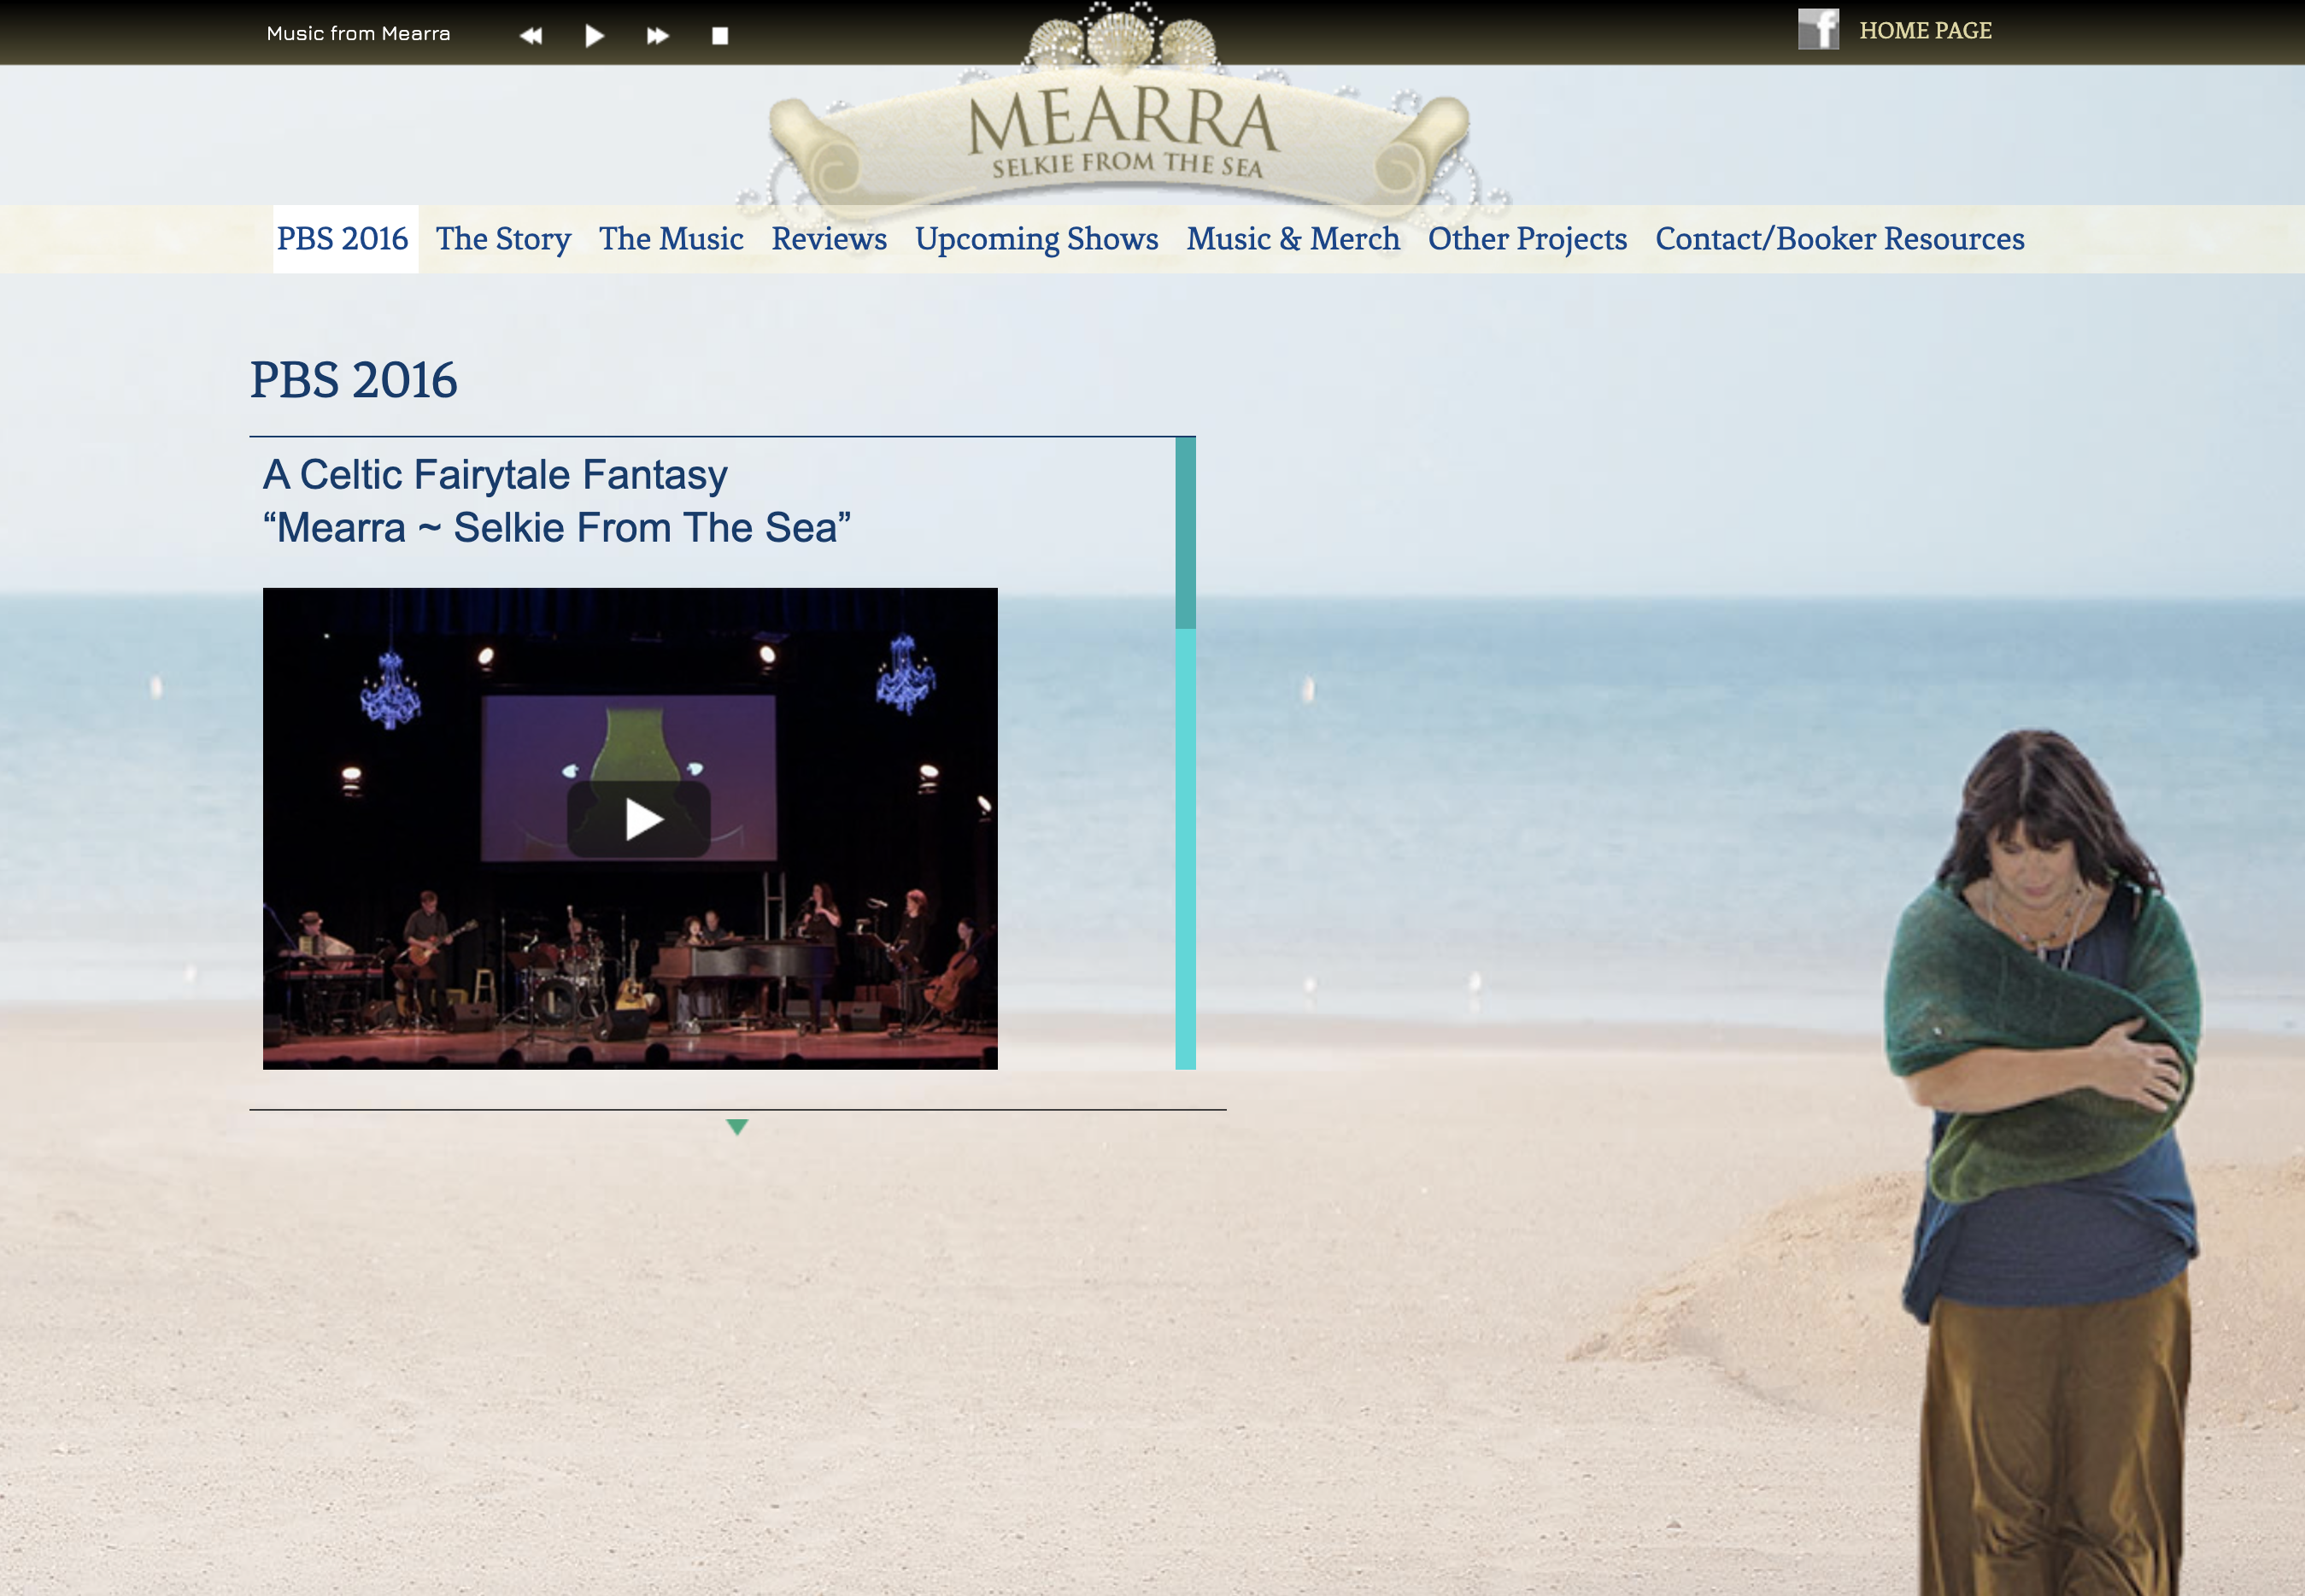 Music from Mearra
f
HOME PAGE
MEARRA
SELKIE FROM THE SEA
PBS 2016
The Story
The Music
Reviews
Upcoming Shows
Music & Merch
Other Projects
Contact/Booker Resources
PBS 2016
A Celtic Fairytale Fantasy
“Mearra ~ Selkie From The Sea”